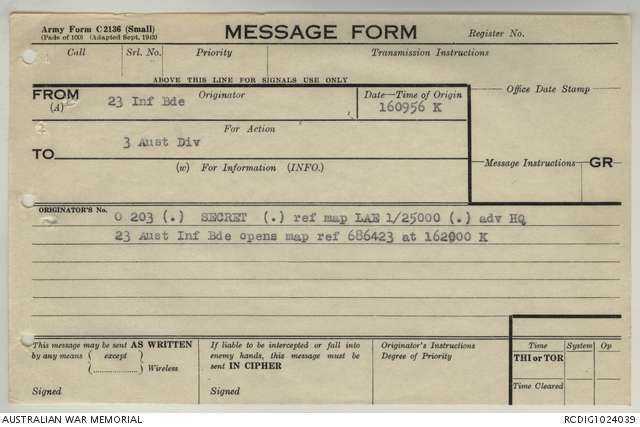 Army Form C2136 (Small)
(Pads of 100) (Adapted Sept. 1943)
MESSAGE FORM
Register No.
Call Srl. No. Priority Transmission Instructions
ABOVE THIS LINE FOR SIGNALS USE ONLY
FROM (A) 23 Inf Bde Originator
Date—Time of Origin
160956 K
Office Date Stamp
For Action
TO 3 Aust Div
(W) For Information (INFO.)
Message Instructions GR
ORIGINATOR'S No.
O 203 (.) SECRET (.) ref map LAE 1/25000 (.) adv HQ
23 Aust Inf Bde opens map ref 686423 at 162000 K
This message may be sent AS WRITTEN
by any means { except
{ ............ } Wireless
Signed
If liable to be intercepted or fall into
enemy hands, this message must be
sent IN CIPHER
Signed
Originator's Instructions
Degree of Priority
Time System Op
THI or TOR
Time Cleared
AUSTRALIAN WAR MEMORIAL RCDIG1024039